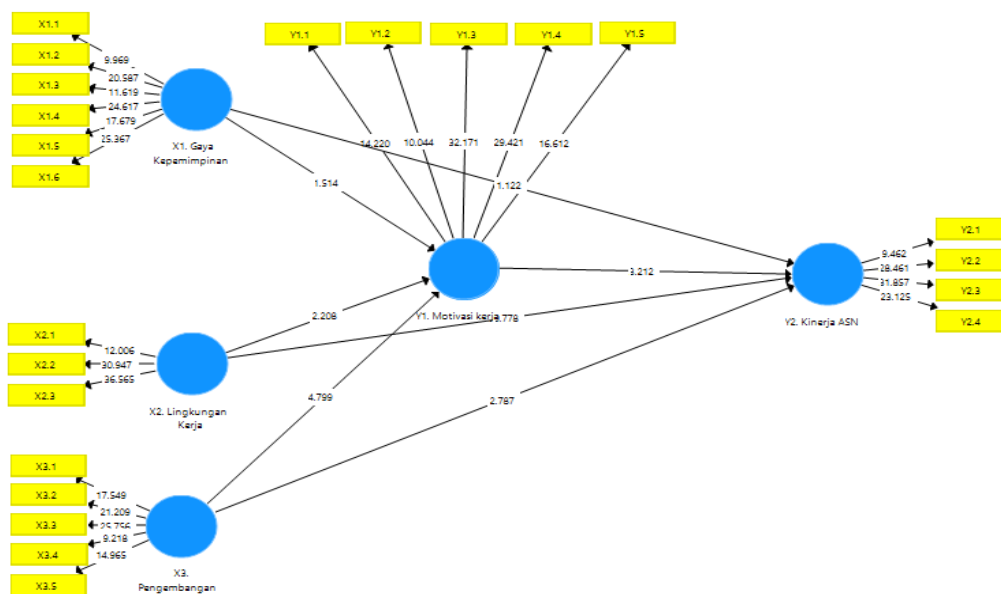 X1.1
X1.2
X1.3
X1.4
X1.5
X1.6
9.969
20.587
11.619
24.617
17.679
25.367
X1. Gaya
Kepemimpinan
Y1.1
Y1.2
Y1.3
Y1.4
Y1.5
14.220
10.044
32.171
29.421
16.612
1.514
1.122
Y1. Motivasi kerja
3.212
2.208
4.799
2.787
Y2. Kinerja ASN
9.462
28.461
31.857
23.125
Y2.1
Y2.2
Y2.3
Y2.4
X2.1
X2.2
X2.3
12.006
30.947
36.565
X2. Lingkungan
Kerja
X3.1
X3.2
X3.3
X3.4
X3.5
17.549
21.209
25.756
9.218
14.965
X3.
Pengembangan